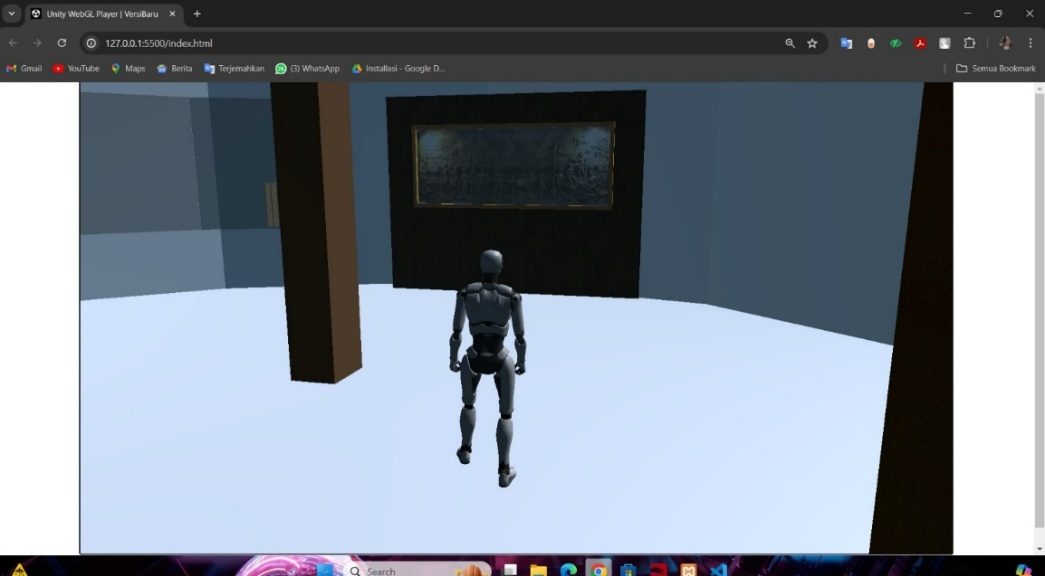 Unity WebGL Player | VersiBaru
127.0.0.1:5500/index.html
Gmail YouTube Maps Berita Terjemahkan (3) WhatsApp Installasi - Google D... Semua Bookmark
Search